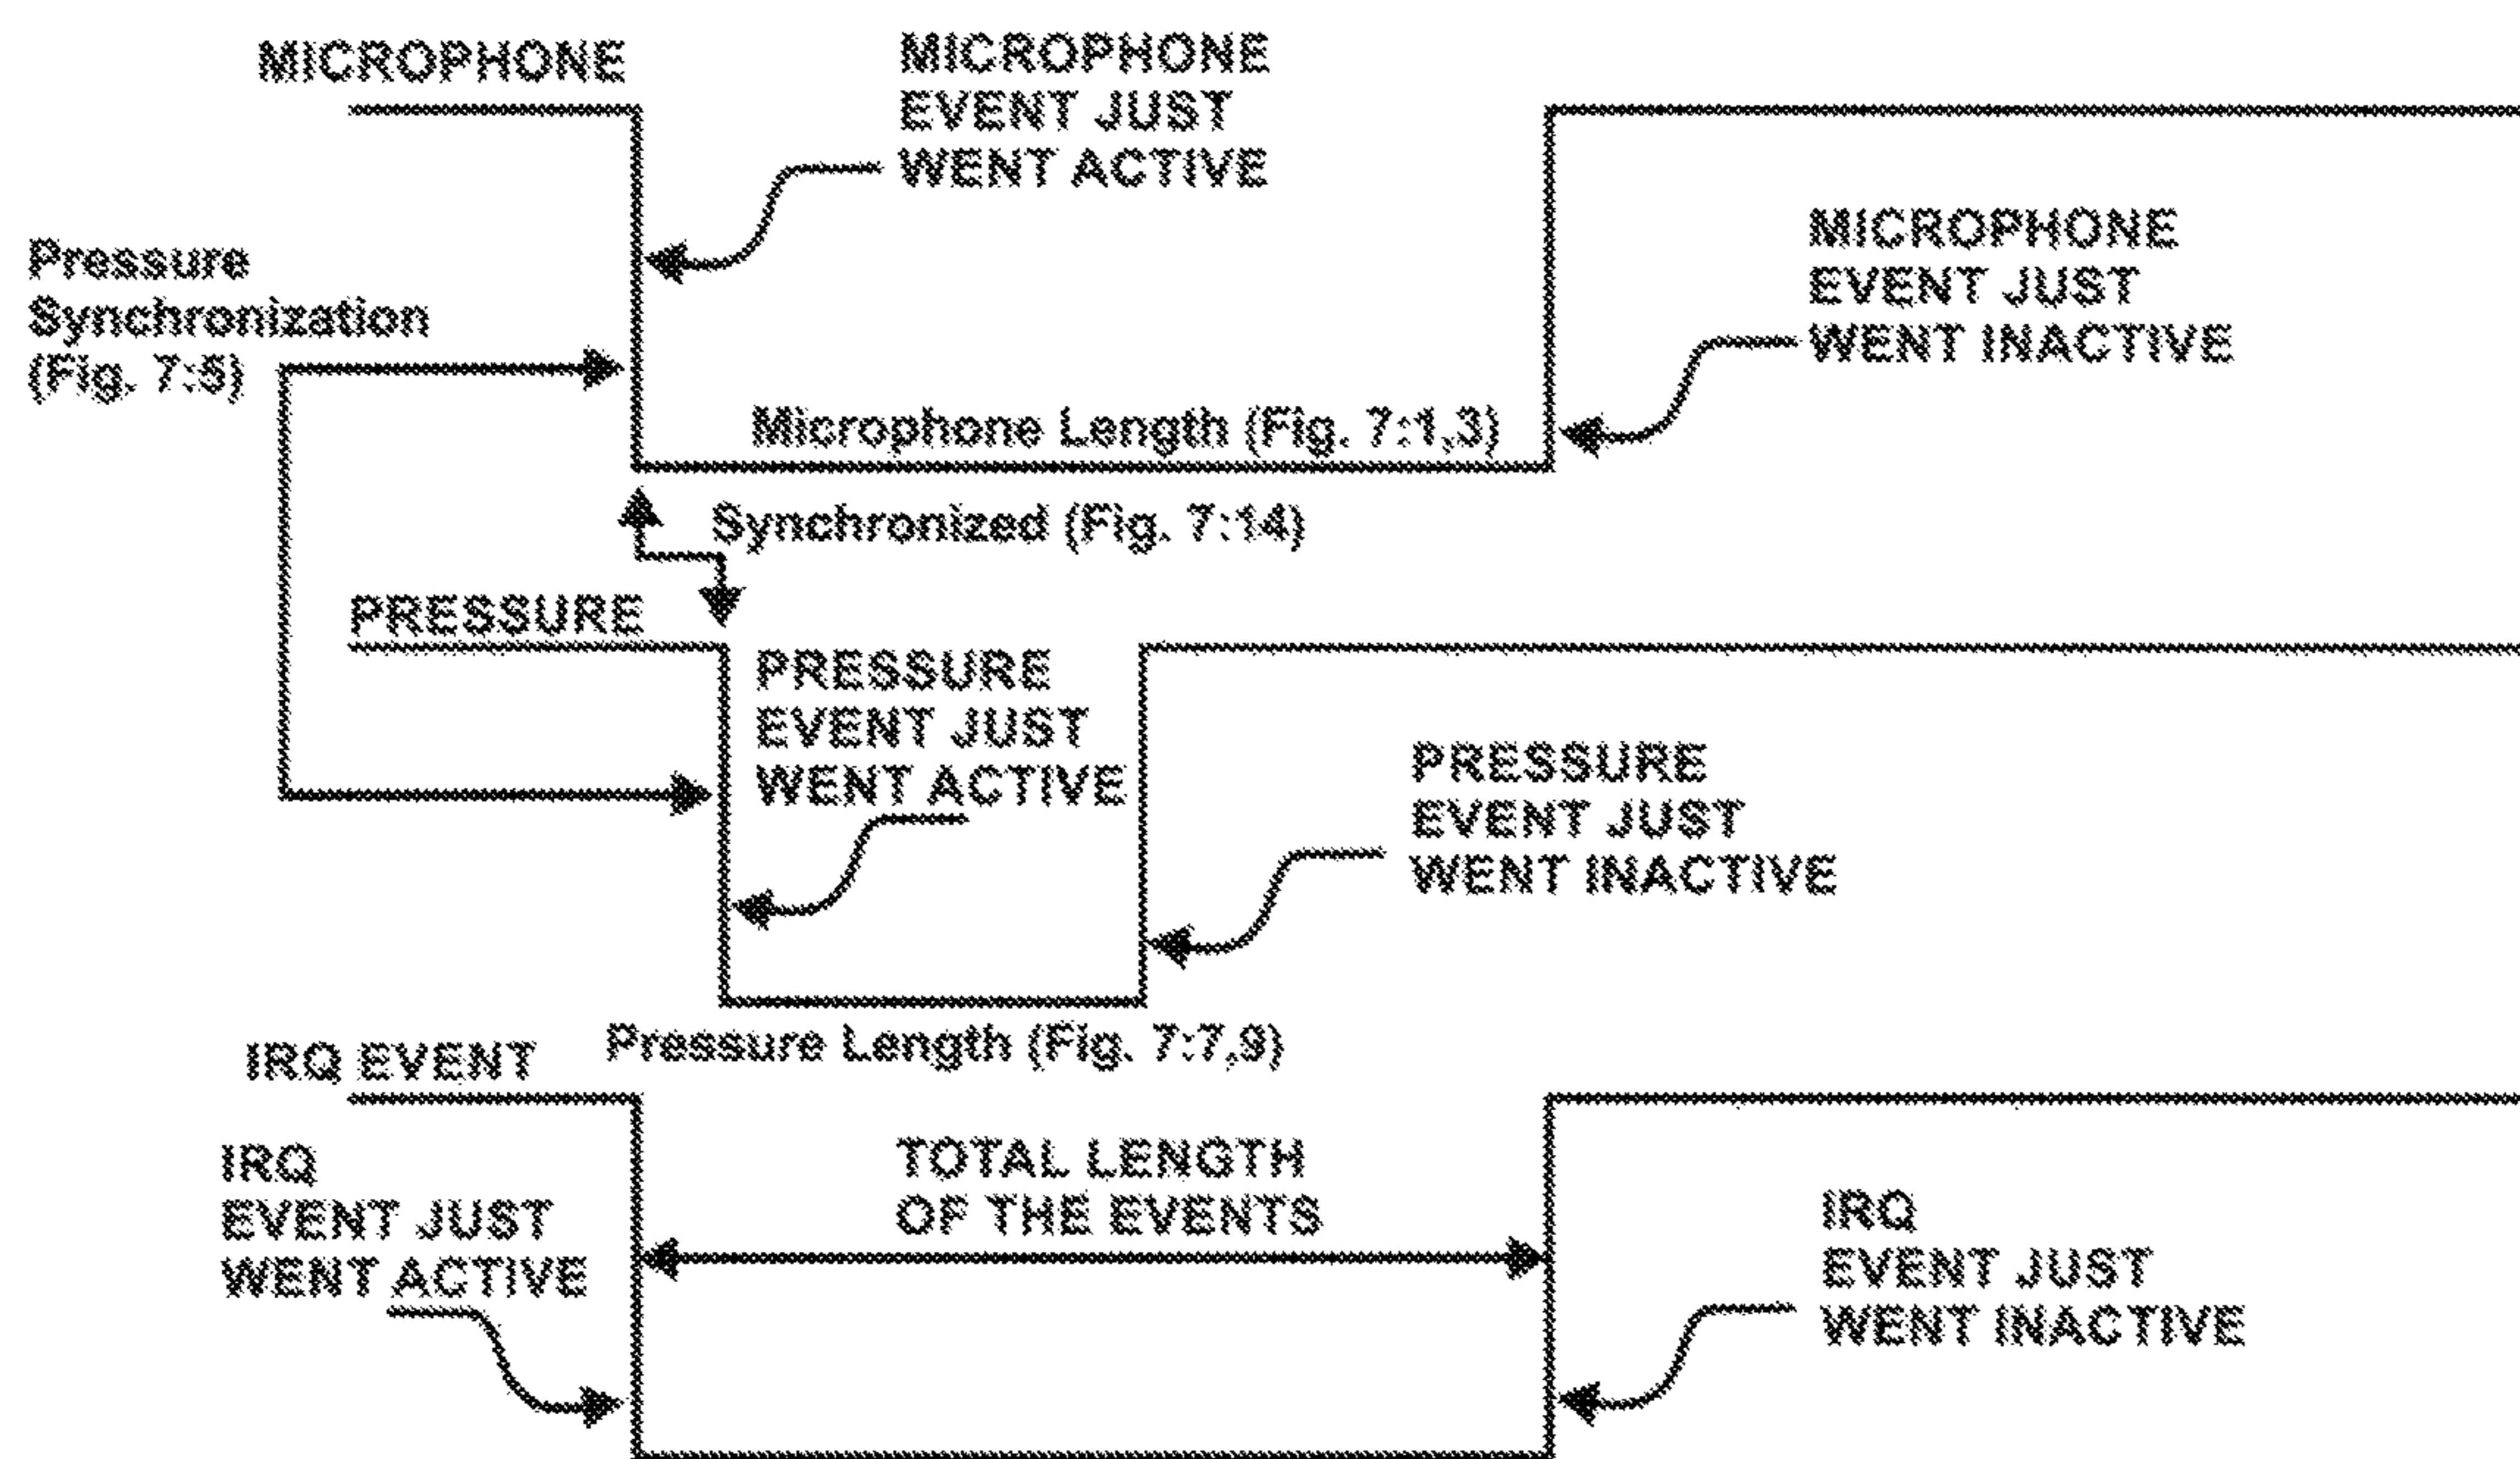 MICROPHONE
MICROPHONE
EVENT JUST
WENT ACTIVE
MICROPHONE
EVENT JUST
WENT INACTIVE
Pressure
Synchronization
(Fig. 7:5)
Microphone Length (Fig. 7:1,3)
Synchronized (Fig. 7:14)
PRESSURE
PRESSURE
EVENT JUST
WENT ACTIVE
PRESSURE
EVENT JUST
WENT INACTIVE
Pressure Length (Fig. 7:7,9)
IRQ EVENT
IRQ
EVENT JUST
WENT ACTIVE
TOTAL LENGTH
OF THE EVENTS
IRQ
EVENT JUST
WENT INACTIVE